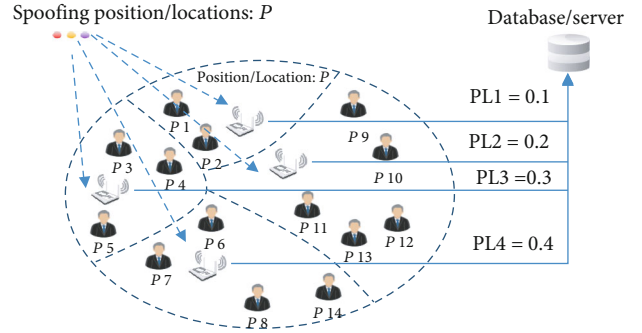 Spoofing position/locations: P
Database/server
Position/Location: P
PL1 = 0.1
P 1
P 9
PL2 = 0.2
P 2
P 3
P 4
P 10
PL3 =0.3
P 5
P 6
P 11
P 12
PL4 = 0.4
P 7
P 13
P 8
P 14